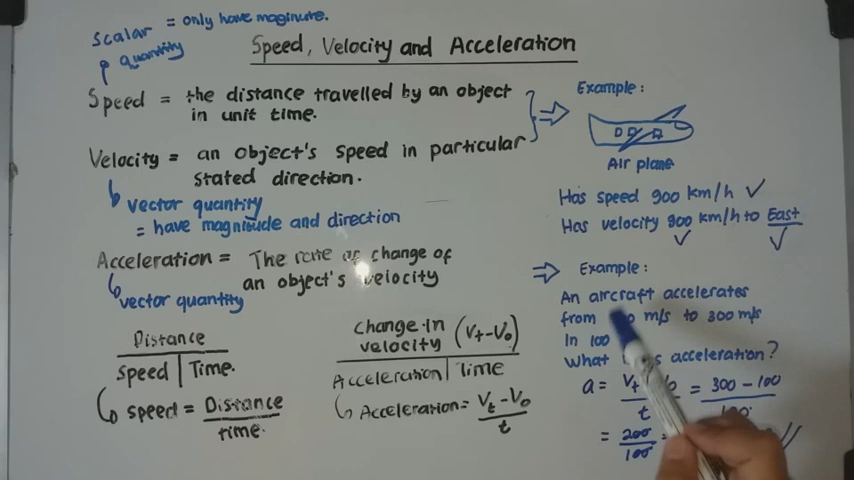 scalar = only have maginute.
quantity
Speed, Velocity and Acceleration
Speed = the distance travelled by an object
in unit time.
Velocity = an object's speed in particular
stated direction.
vector quantity
= have magnitude and direction
Acceleration = The rate of change of
an object's velocity
vector quantity
Distance
Speed | Time.
speed = Distance
time.
change in
velocity (Vt-Vo)
Acceleration | Time
Acceleration = Vt - Vo
t
Example:
Air plane
Has speed 900 km/h ✓
Has velocity 900 km/h to East
✓ ✓
Example:
An aircraft accelerates
from m/s to 300 m/s
In 100
What acceleration?
a = Vt = 300 - 100
t
= 200
100